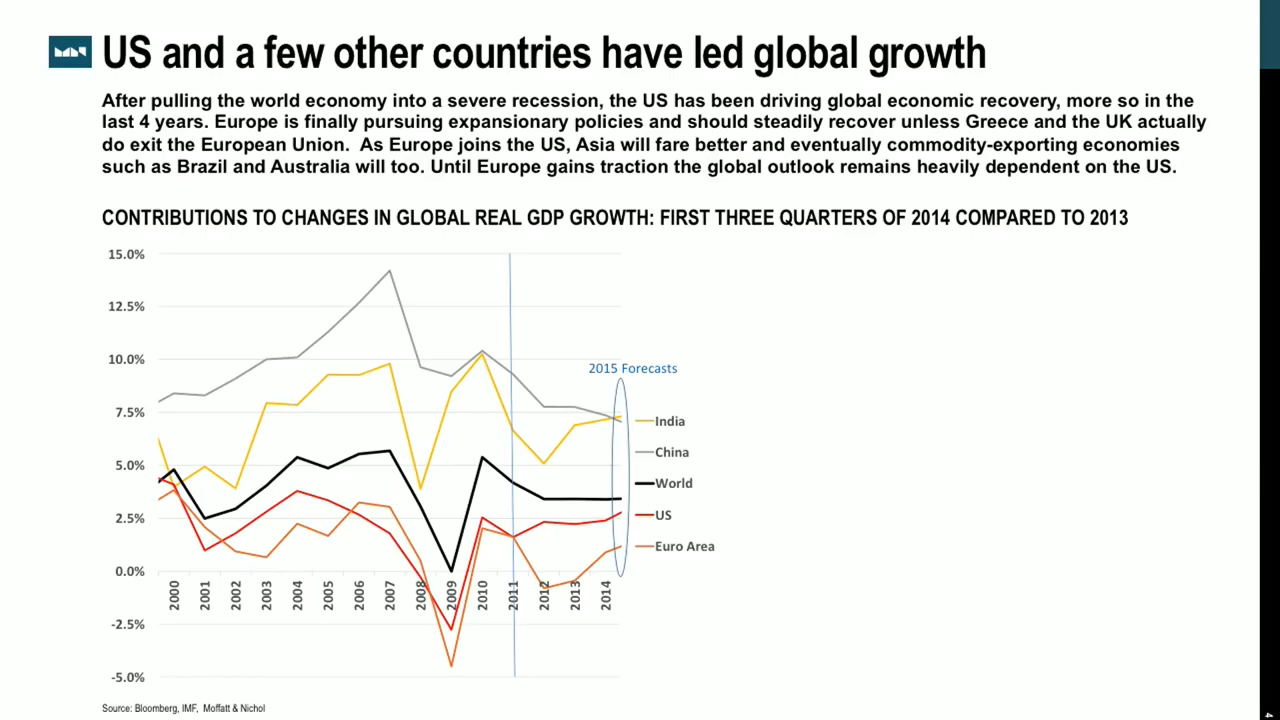 US and a few other countries have led global growth
After pulling the world economy into a severe recession, the US has been driving global economic recovery, more so in the
last 4 years. Europe is finally pursuing expansionary policies and should steadily recover unless Greece and the UK actually
do exit the European Union.  As Europe joins the US, Asia will fare better and eventually commodity-exporting economies
such as Brazil and Australia will too. Until Europe gains traction the global outlook remains heavily dependent on the US.
CONTRIBUTIONS TO CHANGES IN GLOBAL REAL GDP GROWTH: FIRST THREE QUARTERS OF 2014 COMPARED TO 2013
15.0%
12.5%
10.0%
7.5%
5.0%
2.5%
0.0%
-2.5%
-5.0%
2000 2001 2002 2003 2004 2005 2006 2007 2008 2009 2010 2011 2012 2013 2014
2015 Forecasts
India
China
World
US
Euro Area
Source: Bloomberg, IMF, Moffatt & Nichol
4